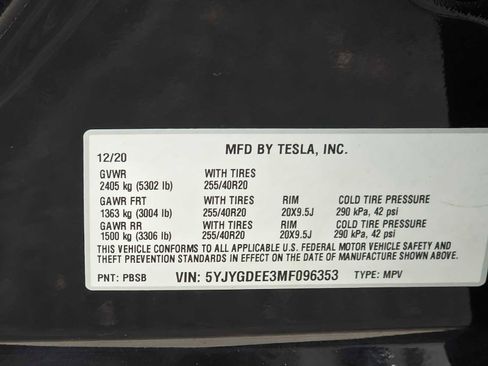 MFD BY TESLA, INC.
12/20
GVWR WITH TIRES
2405 kg (5302 lb) 255/40R20
GAWR FRT WITH TIRES RIM COLD TIRE PRESSURE
1363 kg (3004 lb) 255/40R20 20X9.5J 290 kPa, 42 psi
GAWR RR WITH TIRES RIM COLD TIRE PRESSURE
1500 kg (3306 lb) 255/40R20 20X9.5J 290 kPa, 42 psi
THIS VEHICLE CONFORMS TO ALL APPLICABLE U.S. FEDERAL MOTOR VEHICLE SAFETY AND
THEFT PREVENTION STANDARDS IN EFFECT ON THE DATE OF MANUFACTURE SHOWN ABOVE.
PNT: PBSB VIN: 5YJYGDEE3MF096353 TYPE: MPV